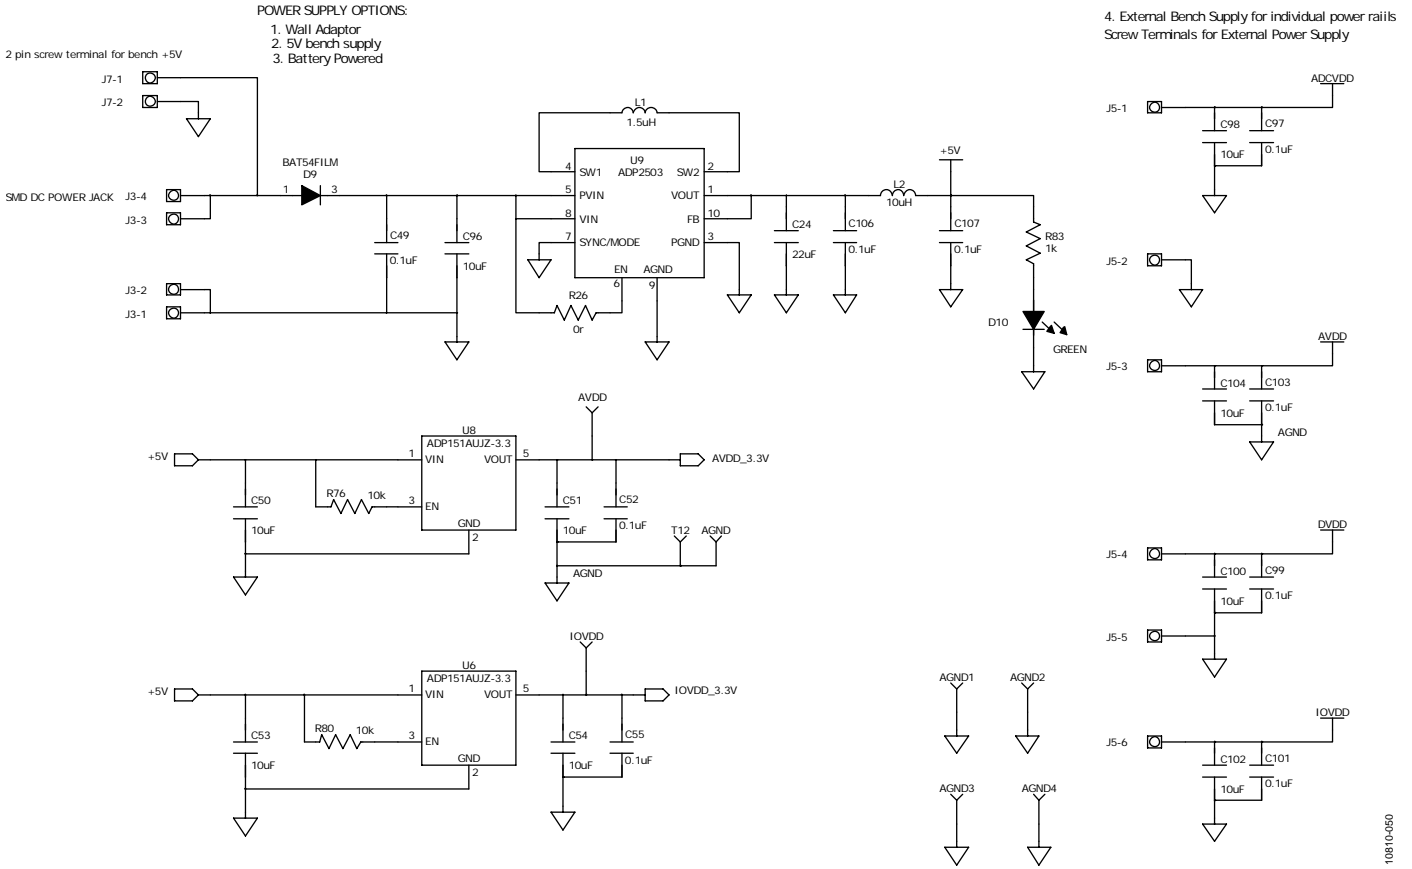 POWER SUPPLY OPTIONS:
1. Wall Adaptor
2. 5V bench supply
3. Battery Powered
4. External Bench Supply for individual power raiils
Screw Terminals for External Power Supply
2 pin screw terminal for bench +5V
J7-1
J7-2
SMD DC POWER JACK J3-4
J3-3
J3-2
J3-1
BAT54FILM
D9
1
3
C49
0.1uF
C96
10uF
L1
1.5uH
U9
ADP2503
4
SW1
SW2
2
5
PVIN
VOUT
1
8
VIN
FB
10
7
SYNC/MODE
PGND
3
EN
AGND
6
9
R26
0r
C24
22uF
C106
0.1uF
L2
10uH
+5V
C107
0.1uF
R83
1k
D10
GREEN
+5V
C50
10uF
R76
10k
U8
ADP151AUJZ-3.3
1
VIN
VOUT
5
3
EN
GND
2
AVDD
AVDD_3.3V
C51
10uF
C52
0.1uF
T12
AGND
AGND
+5V
C53
10uF
R80
10k
U6
ADP151AUJZ-3.3
1
VIN
VOUT
5
3
EN
GND
2
IOVDD
IOVDD_3.3V
C54
10uF
C55
0.1uF
AGND1
AGND2
AGND3
AGND4
ADCVDD
J5-1
C98
10uF
C97
0.1uF
J5-2
AVDD
J5-3
C104
10uF
C103
0.1uF
AGND
DVDD
J5-4
C100
10uF
C99
0.1uF
J5-5
IOVDD
J5-6
C102
10uF
C101
0.1uF
10810-050